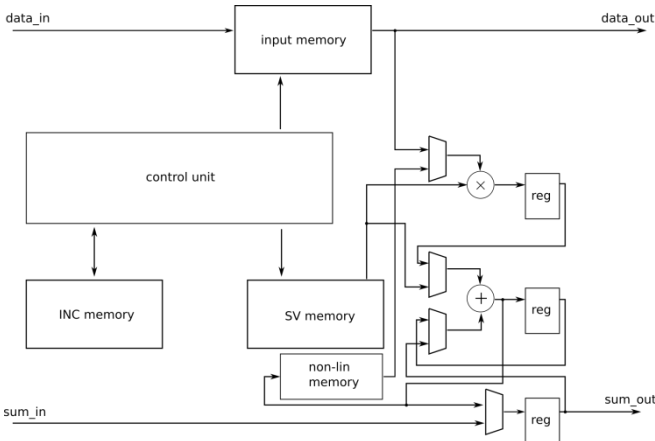 data_in
data_out
input memory
control unit
×
reg
INC memory
SV memory
+
reg
non-lin
memory
sum_in
sum_out
reg